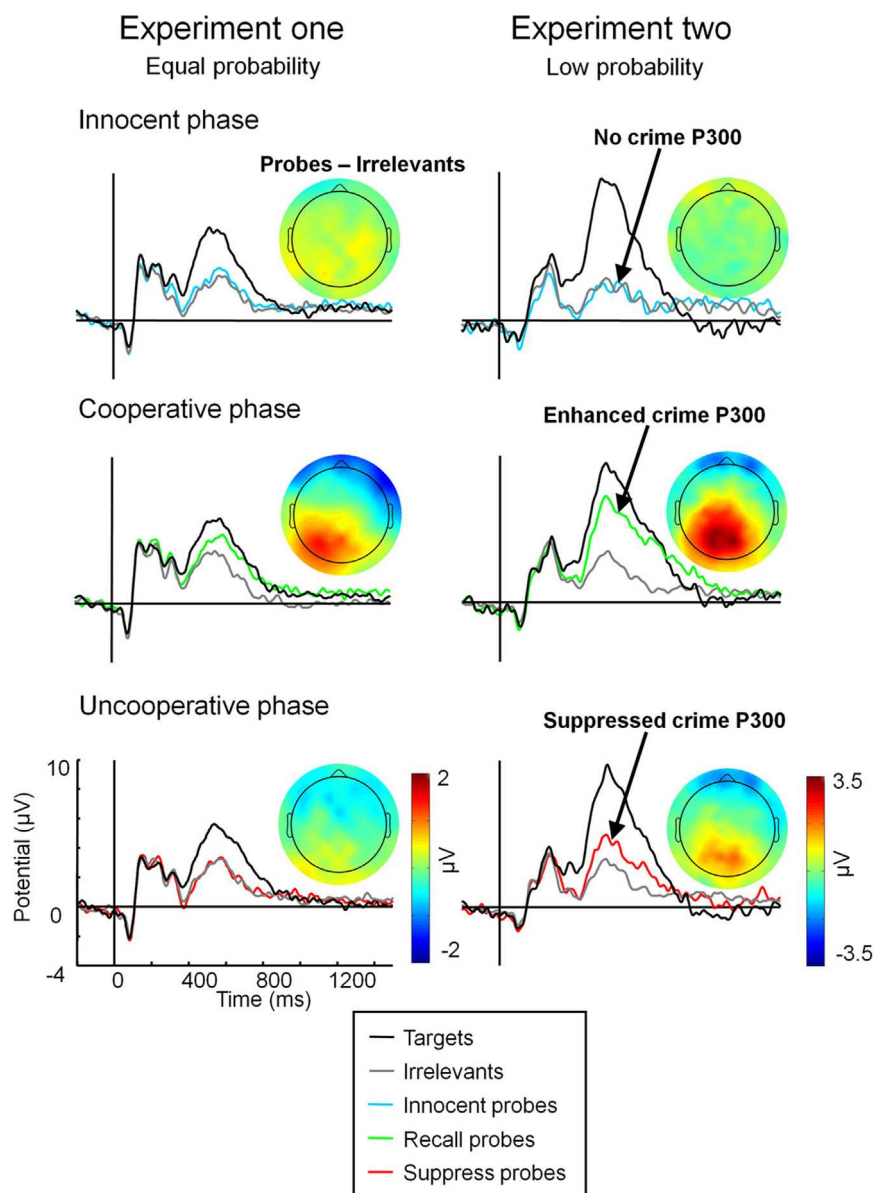 Experiment one
Equal probability
Experiment two
Low probability
Innocent phase
Probes – Irrelevants
No crime P300
Cooperative phase
Enhanced crime P300
Uncooperative phase
Suppressed crime P300
10
0
-4
Potential (µV)
0
400
800
1200
Time (ms)
2
µV
-2
3.5
µV
-3.5
Targets
Irrelevants
Innocent probes
Recall probes
Suppress probes